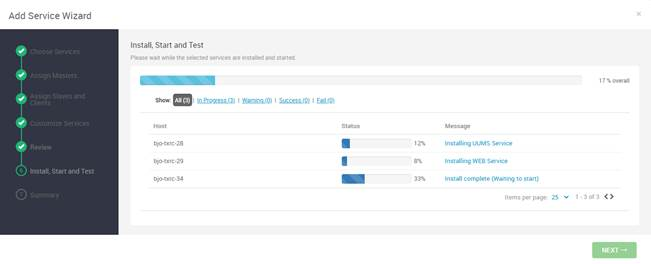 Add Service Wizard
×
Choose Services
Assign Masters
Assign Slaves and
Clients
Customize Services
Review
6 Install, Start and Test
7 Summary
Install, Start and Test
Please wait while the selected services are installed and started.
17 % overall
Show: All (3) | In Progress (3) | Warning (0) | Success (0) | Fail (0)
Host Status Message
bjo-txrc-28 12% Installing UUMS Service
bjo-txrc-29 8% Installing WEB Service
bjo-txrc-34 33% Install complete (Waiting to start)
Items per page: 25 1 - 3 of 3
NEXT →